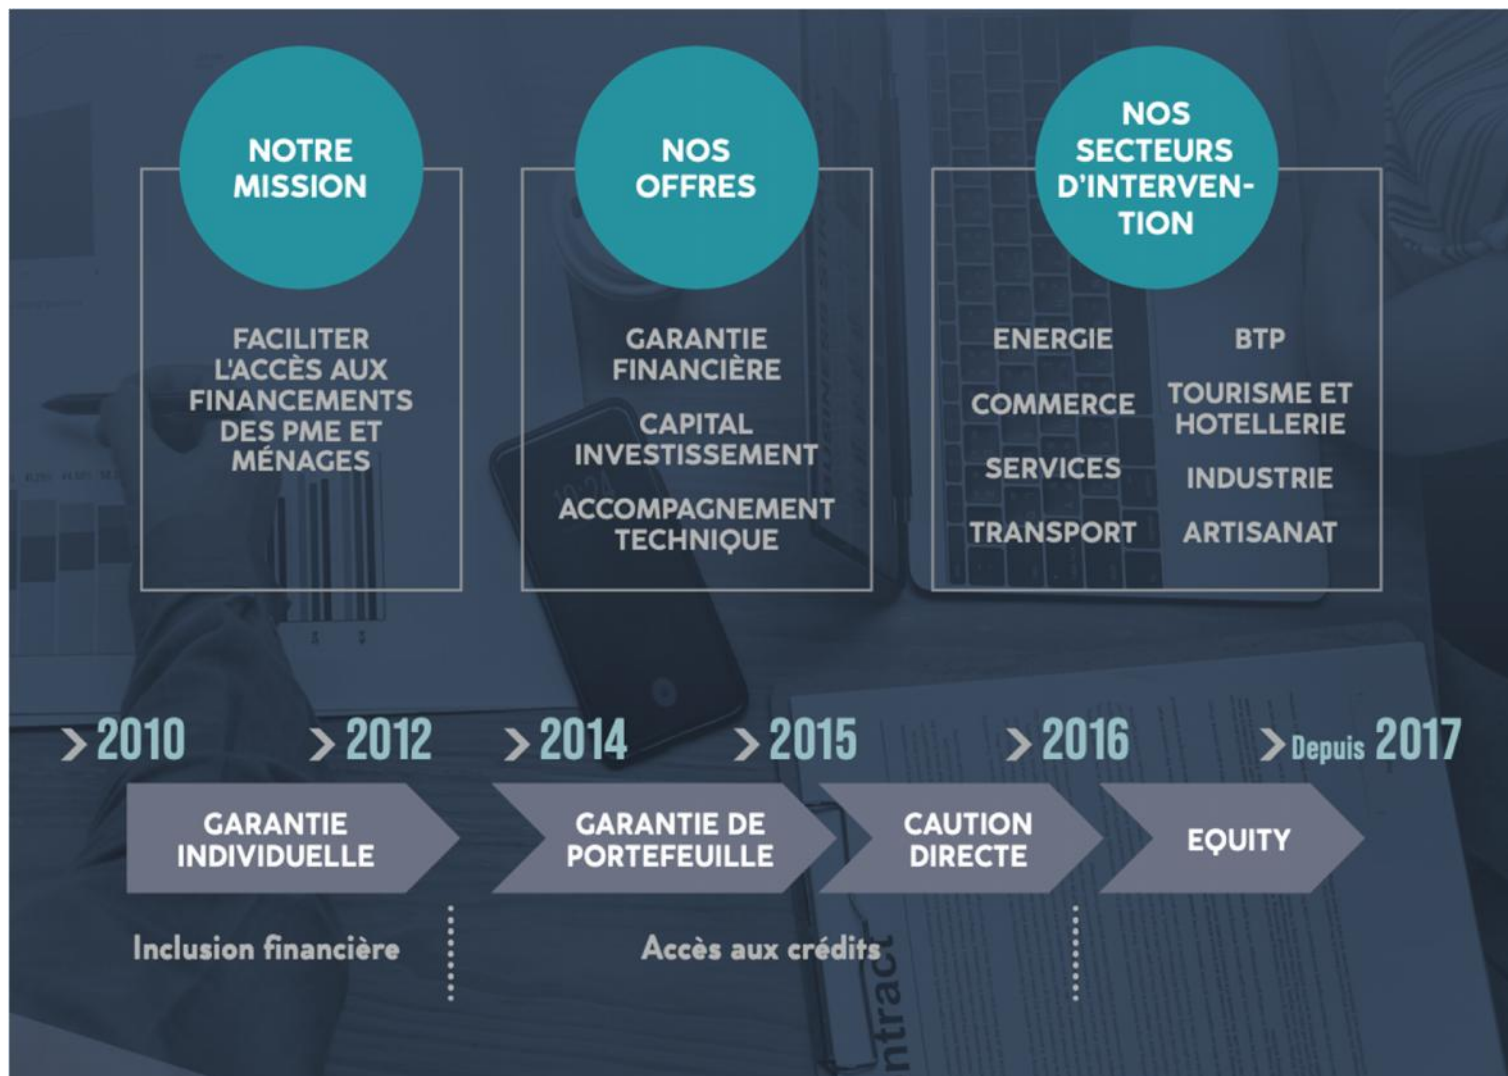 NOTRE
MISSION
FACILITER
L'ACCÈS AUX
FINANCEMENTS
DES PME ET
MÉNAGES
NOS
OFFRES
GARANTIE
FINANCIÈRE
CAPITAL
INVESTISSEMENT
ACCOMPAGNEMENT
TECHNIQUE
NOS
SECTEURS
D'INTERVEN-
TION
ENERGIE
COMMERCE
SERVICES
TRANSPORT
BTP
TOURISME ET
HOTELLERIE
INDUSTRIE
ARTISANAT
2010
2012
2014
2015
2016
Depuis 2017
GARANTIE
INDIVIDUELLE
GARANTIE DE
PORTEFEUILLE
CAUTION
DIRECTE
EQUITY
Inclusion financière
Accès aux crédits
ntract